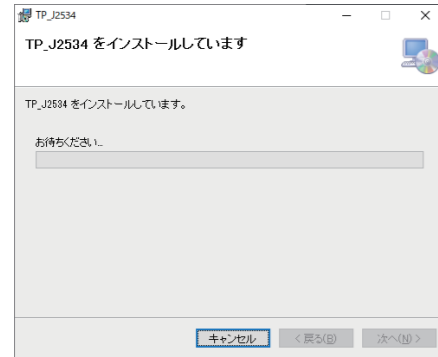 TP_J2534
TP_J2534 をインストールしています
TP_J2534 をインストールしています。
お待ちください...
キャンセル
< 戻る(B)
次へ(N) >